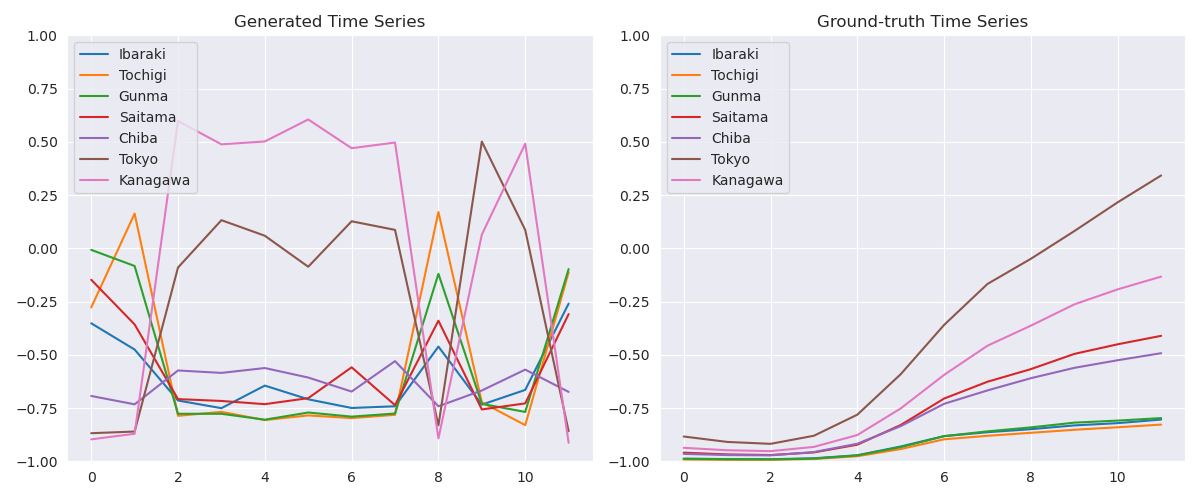 Generated Time Series
1.00
0.75
0.50
0.25
0.00
−0.25
−0.50
−0.75
−1.00
0 2 4 6 8 10
Ibaraki
Tochigi
Gunma
Saitama
Chiba
Tokyo
Kanagawa
Ground-truth Time Series
1.00
0.75
0.50
0.25
0.00
−0.25
−0.50
−0.75
−1.00
0 2 4 6 8 10
Ibaraki
Tochigi
Gunma
Saitama
Chiba
Tokyo
Kanagawa